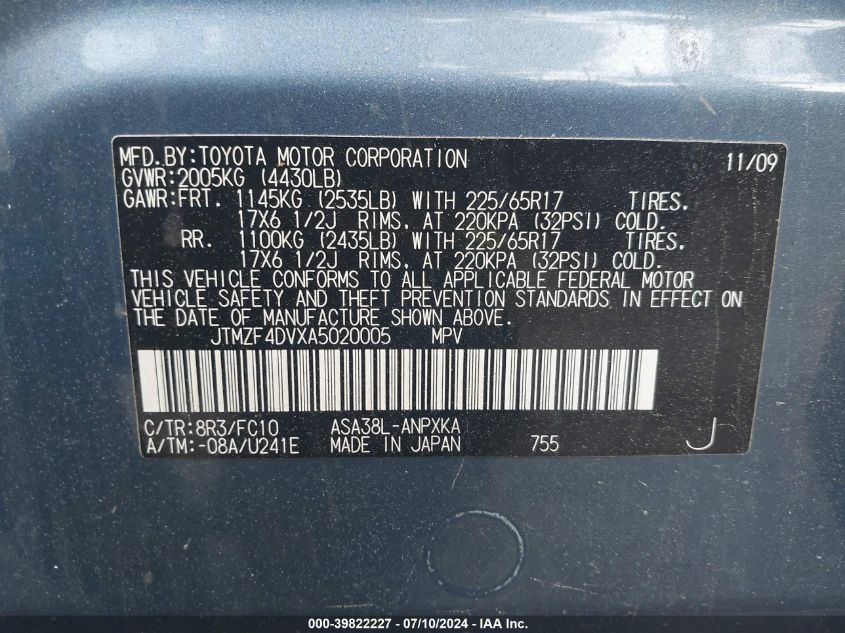 MFD.BY:TOYOTA MOTOR CORPORATION 11/09
GVWR:2005KG (4430LB)
GAWR:FRT. 1145KG (2535LB) WITH 225/65R17 TIRES.
17X6 1/2J RIMS, AT 220KPA (32PSI) COLD.
RR. 1100KG (2435LB) WITH 225/65R17 TIRES.
17X6 1/2J RIMS, AT 220KPA (32PSI) COLD.
THIS VEHICLE CONFORMS TO ALL APPLICABLE FEDERAL MOTOR
VEHICLE SAFETY AND THEFT PREVENTION STANDARDS IN EFFECT ON
THE DATE OF MANUFACTURE SHOWN ABOVE.
JTMZF4DVXA5020005 MPV
C/TR:8R3/FC10 ASA38L-ANPXKA
A/TM:-08A/U241E MADE IN JAPAN 755 J
000-39822227 - 07/10/2024 - IAA Inc.